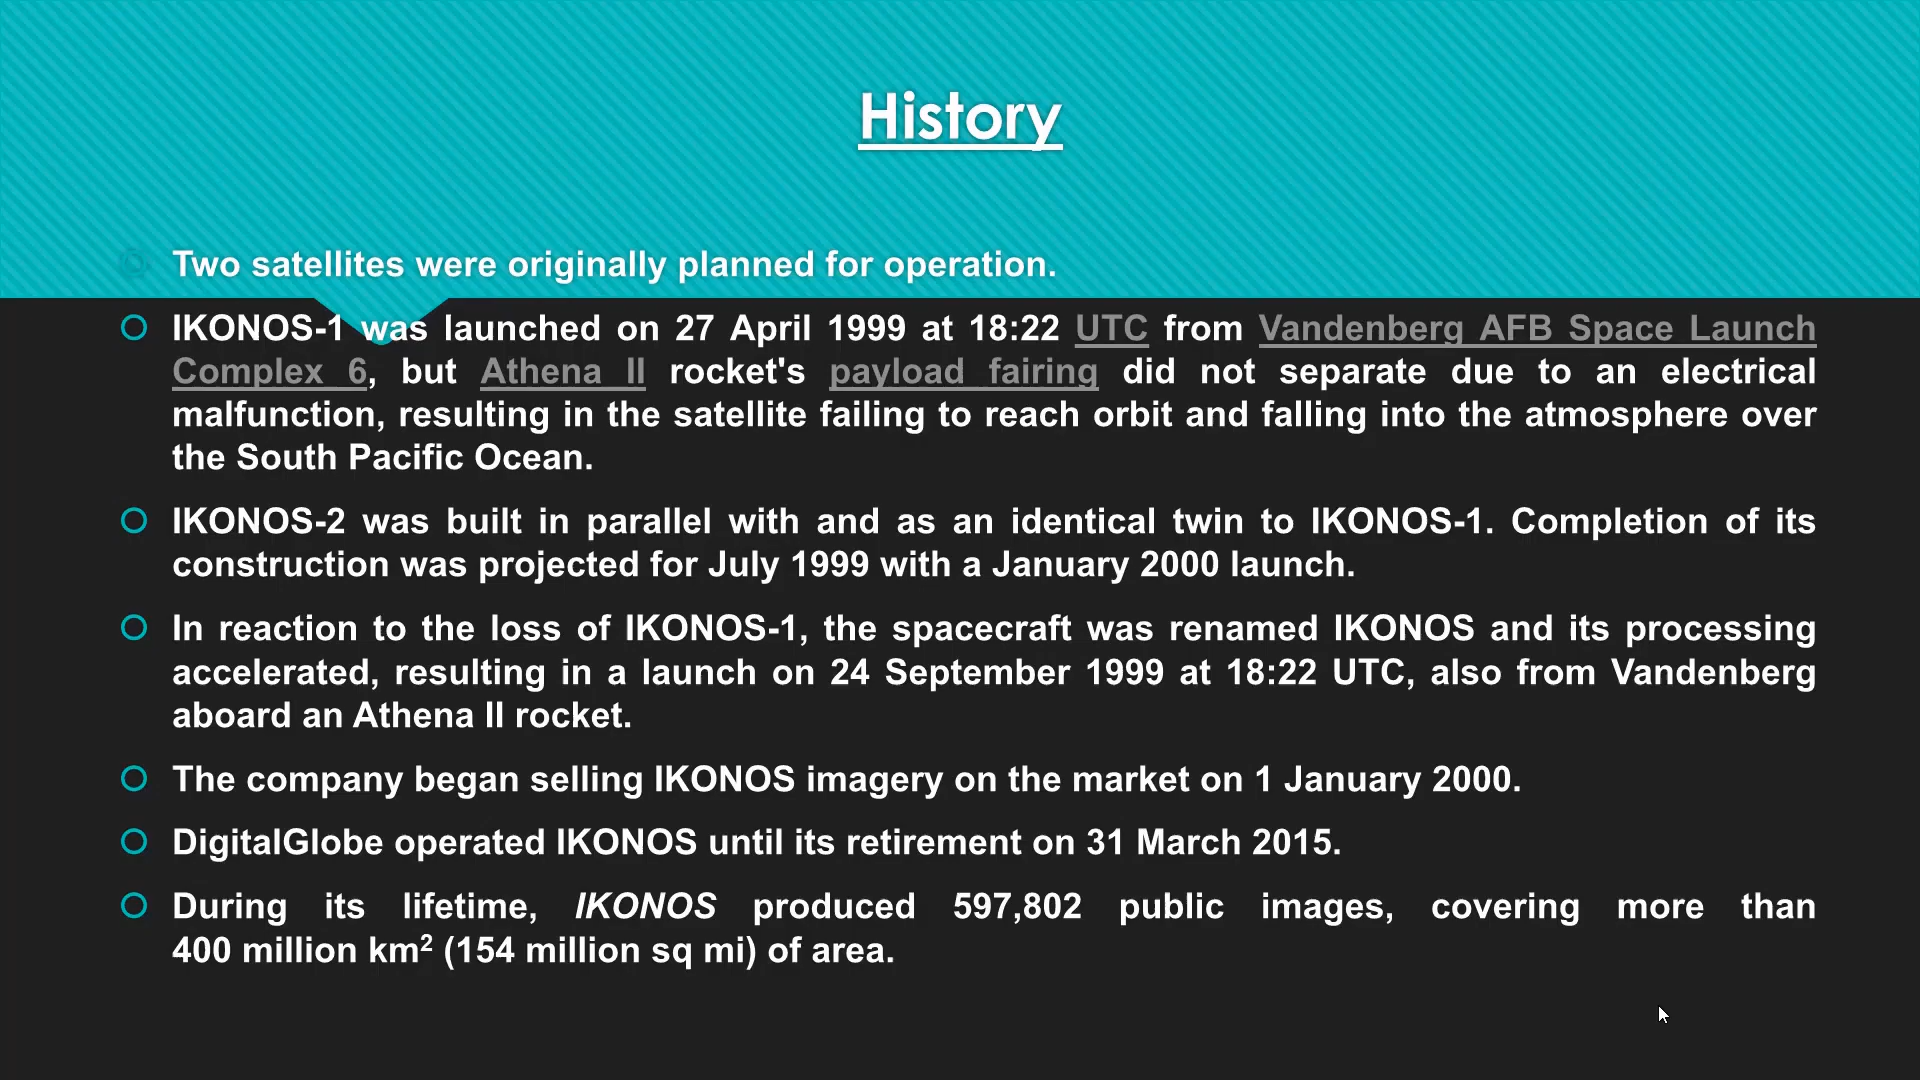 History
Two satellites were originally planned for operation.
IKONOS-1 was launched on 27 April 1999 at 18:22 UTC from Vandenberg AFB Space Launch
Complex 6, but Athena II rocket's payload fairing did not separate due to an electrical
malfunction, resulting in the satellite failing to reach orbit and falling into the atmosphere over
the South Pacific Ocean.
IKONOS-2 was built in parallel with and as an identical twin to IKONOS-1. Completion of its
construction was projected for July 1999 with a January 2000 launch.
In reaction to the loss of IKONOS-1, the spacecraft was renamed IKONOS and its processing
accelerated, resulting in a launch on 24 September 1999 at 18:22 UTC, also from Vandenberg
aboard an Athena II rocket.
The company began selling IKONOS imagery on the market on 1 January 2000.
DigitalGlobe operated IKONOS until its retirement on 31 March 2015.
During its lifetime, IKONOS produced 597,802 public images, covering more than
400 million km² (154 million sq mi) of area.